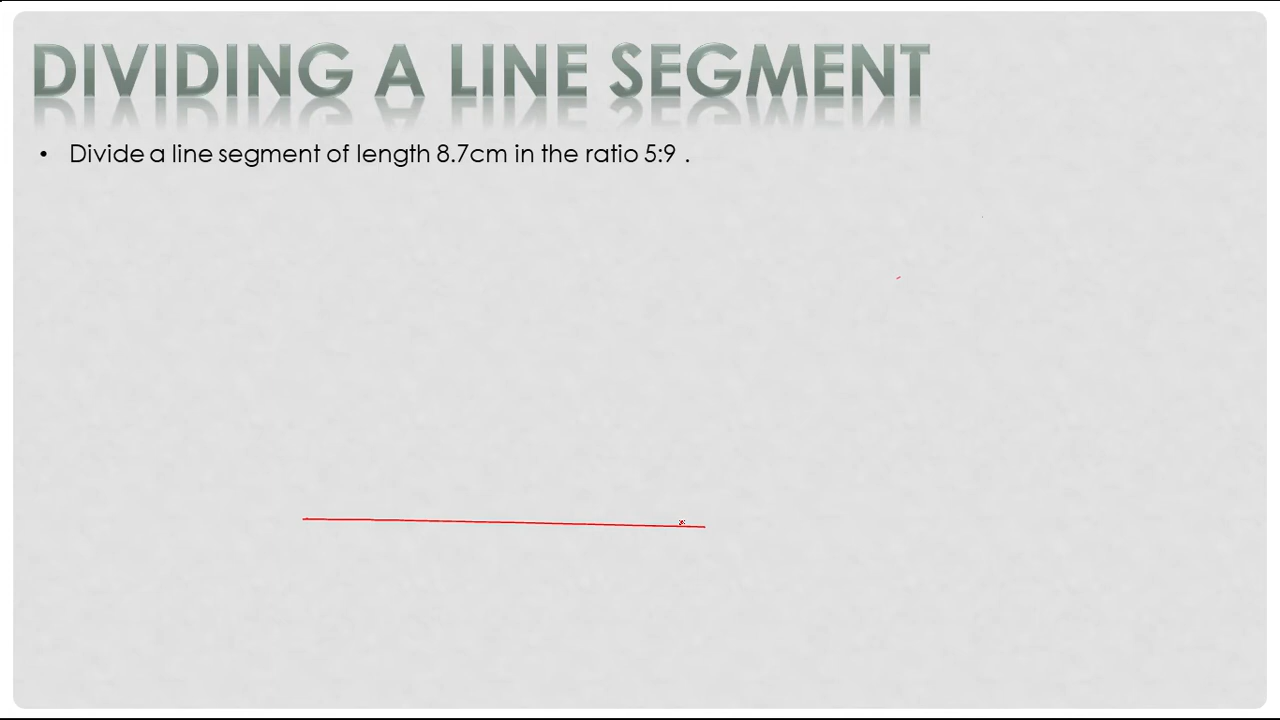 DIVIDING A LINE SEGMENT
• Divide a line segment of length 8.7cm in the ratio 5:9 .